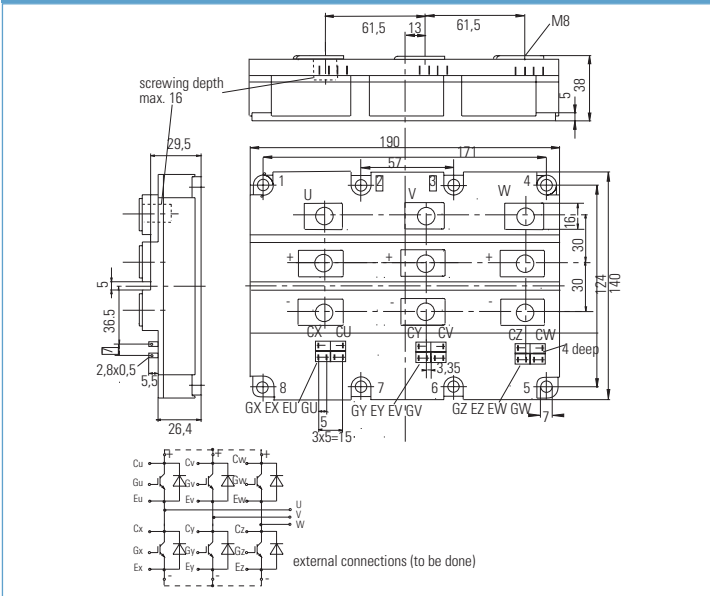 61,5
13
61,5
M8
screwing depth
max. 16
5
38
29,5
190
171
57
1
2
3
4
U
V
W
16
+
+
+
30
124
140
5
30
-
-
-
36.5
CX CU
CY CV
CZ CW
7
4 deep
2,8x0,5
3,35
5,5
8
7
6
5
GX EX EU GU
GY EY EV GV
GZ EZ EW GW
7
26,4
5
3x5=15
+
+
+
Cu
Cv
Cw
Gu
Gv
Gw
Eu
Ev
Ew
U
V
W
Cx
Cy
Cz
Gx
Gy
Gz
external connections (to be done)
Ex
Ey
Ez
-
-
-